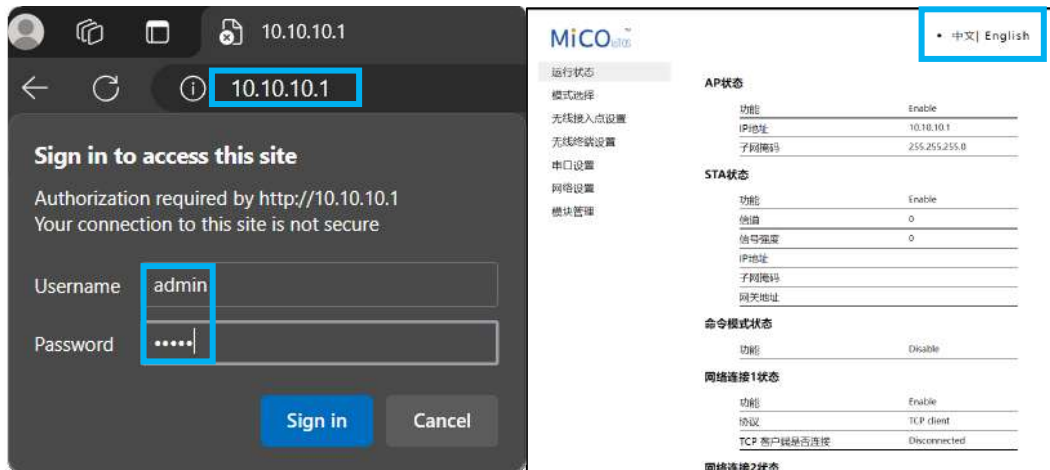 10.10.10.1
10.10.10.1
Sign in to access this site
Authorization required by http://10.10.10.1
Your connection to this site is not secure
Username admin
Password •••••
Sign in Cancel
MiCO
中文| English
运行状态
模式选择
无线接入点设置
无线终端设置
串口设置
网络设置
模块管理
AP状态
功能 Enable
IP地址 10.10.10.1
子网掩码 255.255.255.0
STA状态
功能 Enable
信道 0
信号强度 0
IP地址
子网掩码
网关地址
命令模式状态
功能 Disable
网络连接1状态
功能 Enable
协议 TCP client
TCP 客户端是否连接 Disconnected
网络连接2状态